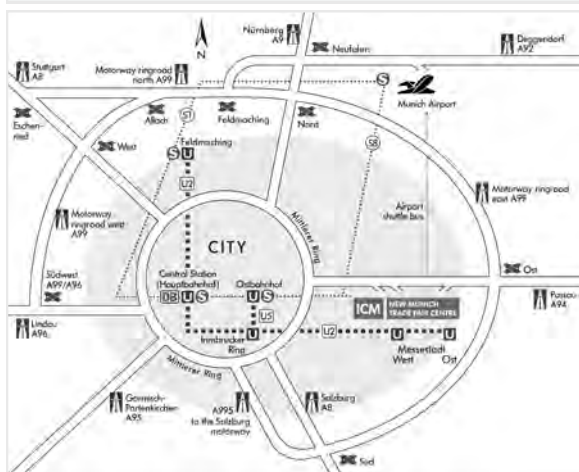 Nürnberg
A9
N
Neufahrn
Deggendorf
A92
Stuttgart
A8
Motorway ringroad
north A99
S
Munich Airport
Eschen-
ried
Allach
Feldmoching
Nord
S1
S8
West
S
U
Feldmoching
U2
Motorway
ringroad west
A99
Motorway ringroad
east A99
Airport
shuttle bus
Mittlerer Ring
CITY
Südwest
A99/A96
Central Station
(Hauptbahnhof)
Ostbahnhof
DB
U
S
U
S
Ost
ICM
NEW MUNICH
TRADE FAIR CENTRE
Passau
A94
Lindau
A96
U5
Innsbrucker
Ring
U
U2
U
U
Messestadt
West
Ost
Mittlerer Ring
Garmisch-
Partenkirchen
A95
A995
to the Salzburg
motorway
Salzburg
A8
Süd